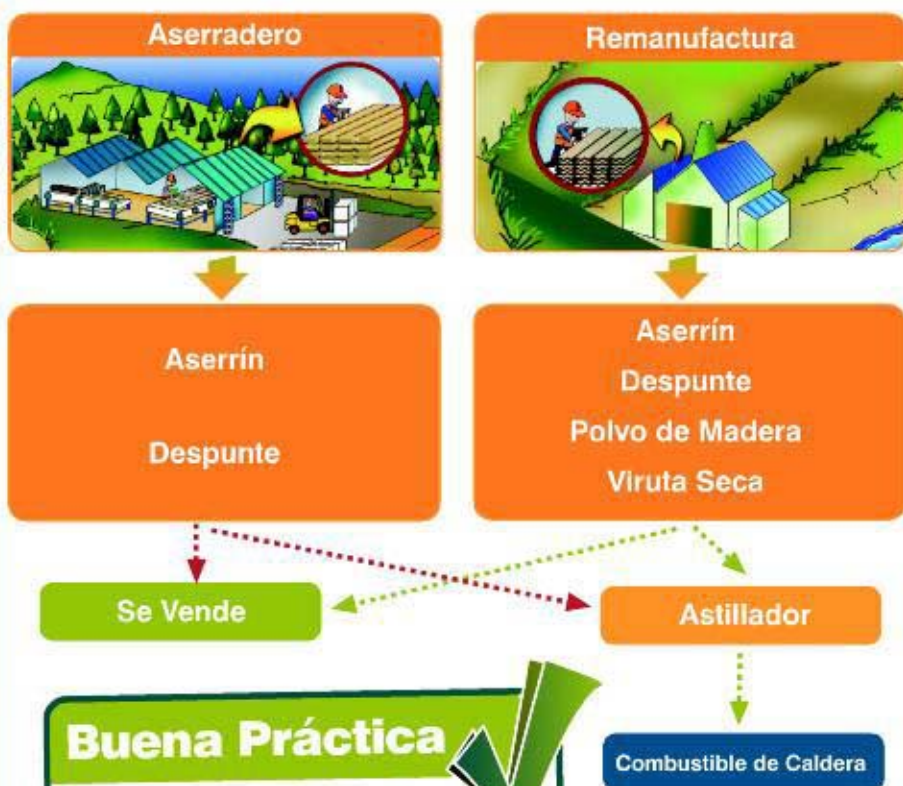 Aserradero
Remanufactura
Aserrín
Despunte
Aserrín
Despunte
Polvo de Madera
Viruta Seca
Se Vende
Astillador
Buena Práctica
Combustible de Caldera